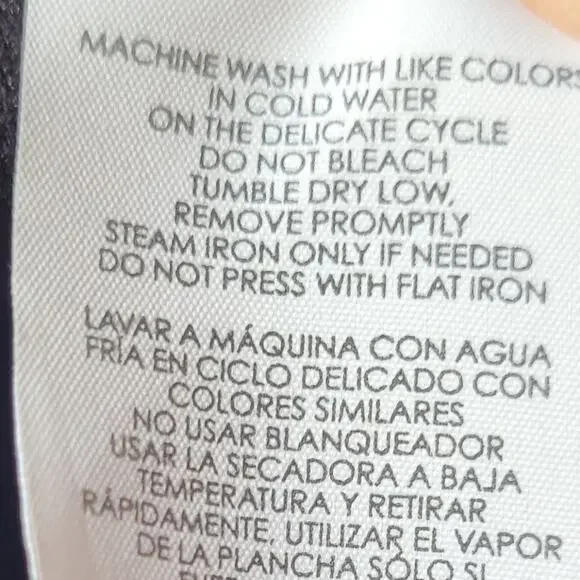 MACHINE WASH WITH LIKE COLORS
IN COLD WATER
ON THE DELICATE CYCLE
DO NOT BLEACH
TUMBLE DRY LOW,
REMOVE PROMPTLY
STEAM IRON ONLY IF NEEDED
DO NOT PRESS WITH FLAT IRON
LAVAR A MÁQUINA CON AGUA
FRÍA EN CICLO DELICADO CON
COLORES SIMILARES
NO USAR BLANQUEADOR
USAR LA SECADORA A BAJA
TEMPERATURA Y RETIRAR
RÁPIDAMENTE, UTILIZAR EL VAPOR
DE LA PLANCHA SÓLO SI